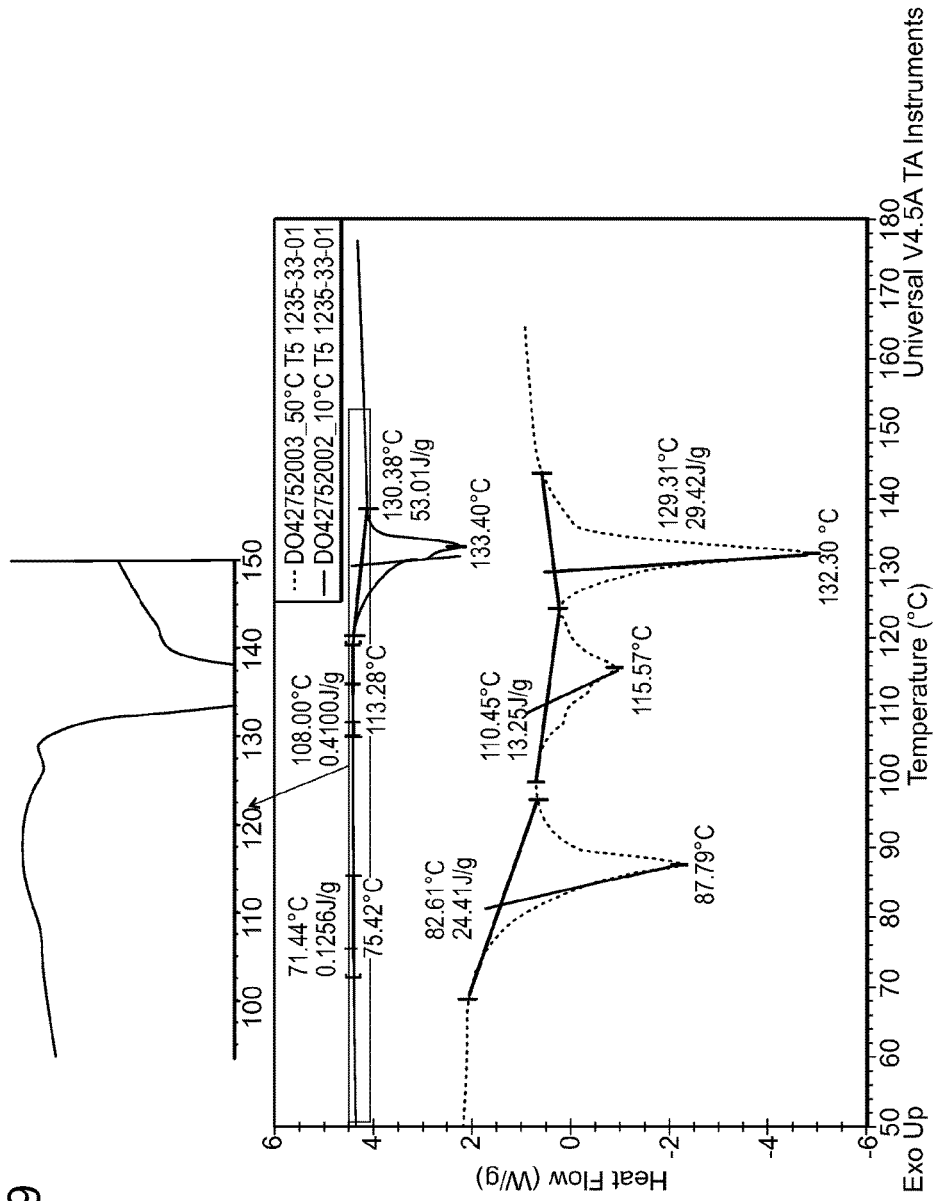 9
100 110 120 130 140 150
DO42752003_50°C T5 1235-33-01
DO42752002_10°C T5 1235-33-01
71.44°C
0.1256J/g
75.42°C
108.00°C
0.4100J/g
113.28°C
130.38°C
53.01J/g
133.40°C
82.61°C
24.41J/g
87.79°C
110.45°C
13.25J/g
115.57°C
129.31°C
29.42J/g
132.30 °C
6
4
2
0
-2
-4
-6
Heat Flow (W/g)
50 60 70 80 90 100 110 120 130 140 150 160 170 180
Temperature (°C)
Exo Up
Universal V4.5A TA Instruments